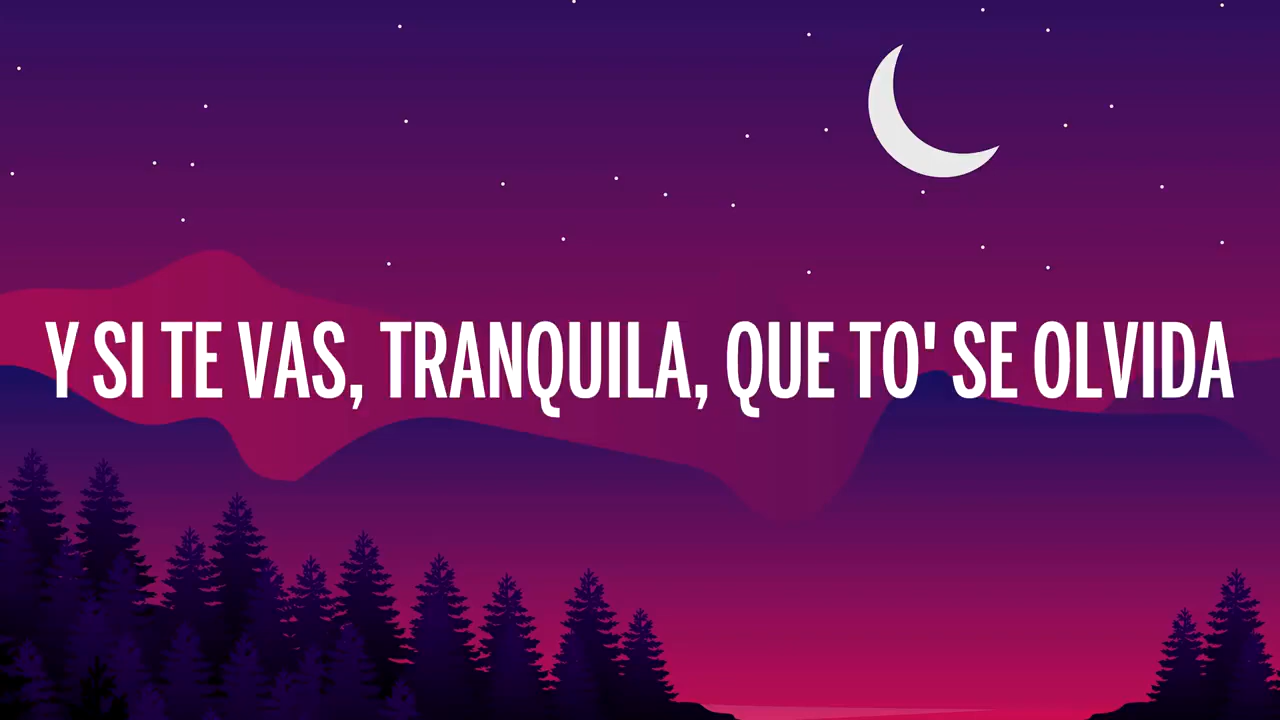 Y SI TE VAS, TRANQUILA, QUE TO' SE OLVIDA